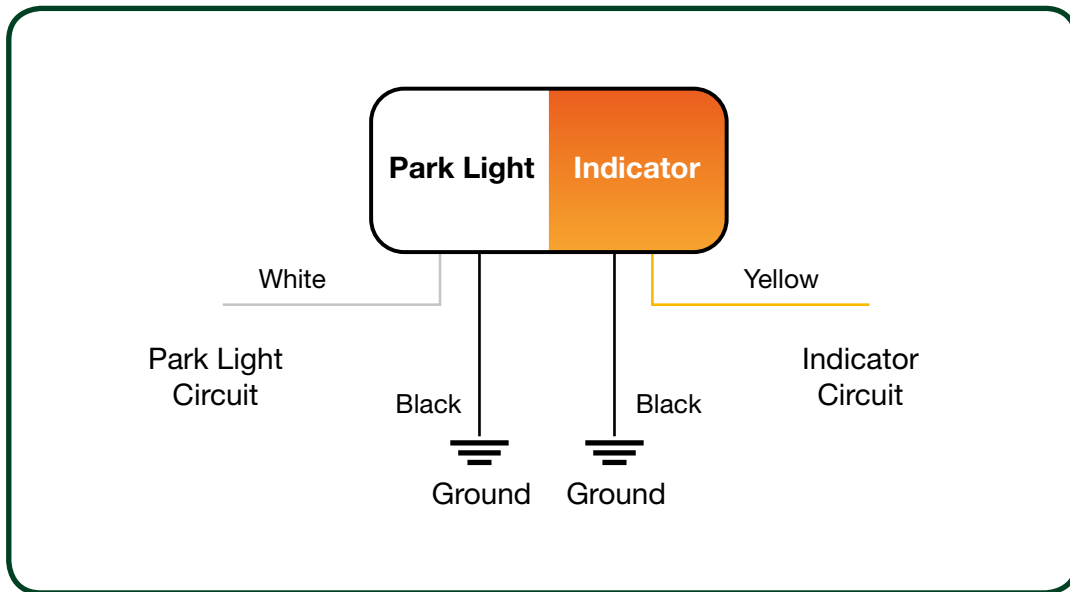 Park Light
Indicator
White
Yellow
Park Light
Circuit
Indicator
Circuit
Black
Black
Ground
Ground